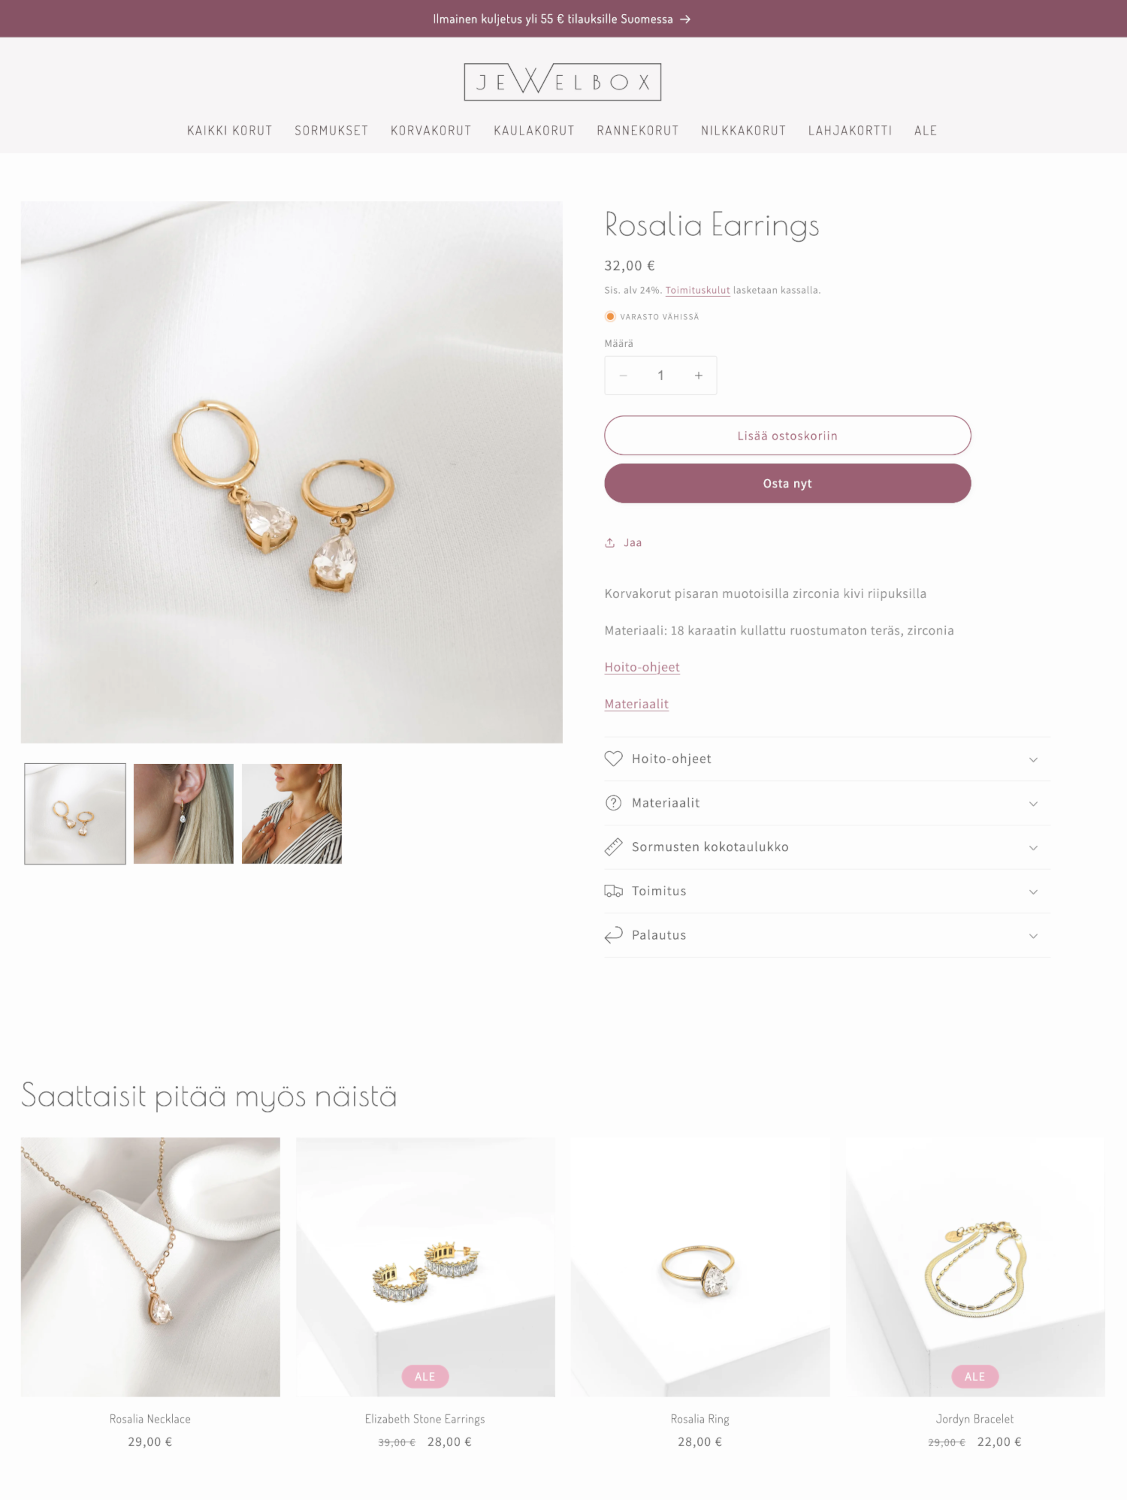 Ilmainen kuljetus yli 55 € tilauksille Suomessa →
JEWELBOX
KAIKKI KORUT SORMUKSET KORVAKORUT KAULAKORUT RANNEKORUT NILKKAKORUT LAHJAKORTTI ALE
Rosalia Earrings
32,00 €
Sis. alv 24%. Toimituskulut lasketaan kassalla.
VARASTO VÄHISSÄ
Määrä
− 1 +
Lisää ostoskoriin
Osta nyt
Jaa
Korvakorut pisaran muotoisilla zirconia kivi riipuksilla
Materiaali: 18 karaatin kullattu ruostumaton teräs, zirconia
Hoito-ohjeet
Materiaalit
Hoito-ohjeet
Materiaalit
Sormusten kokotaulukko
Toimitus
Palautus
Saattaisit pitää myös näistä
ALE
ALE
Rosalia Necklace
29,00 €
Elizabeth Stone Earrings
39,00 € 28,00 €
Rosalia Ring
28,00 €
Jordyn Bracelet
29,00 € 22,00 €